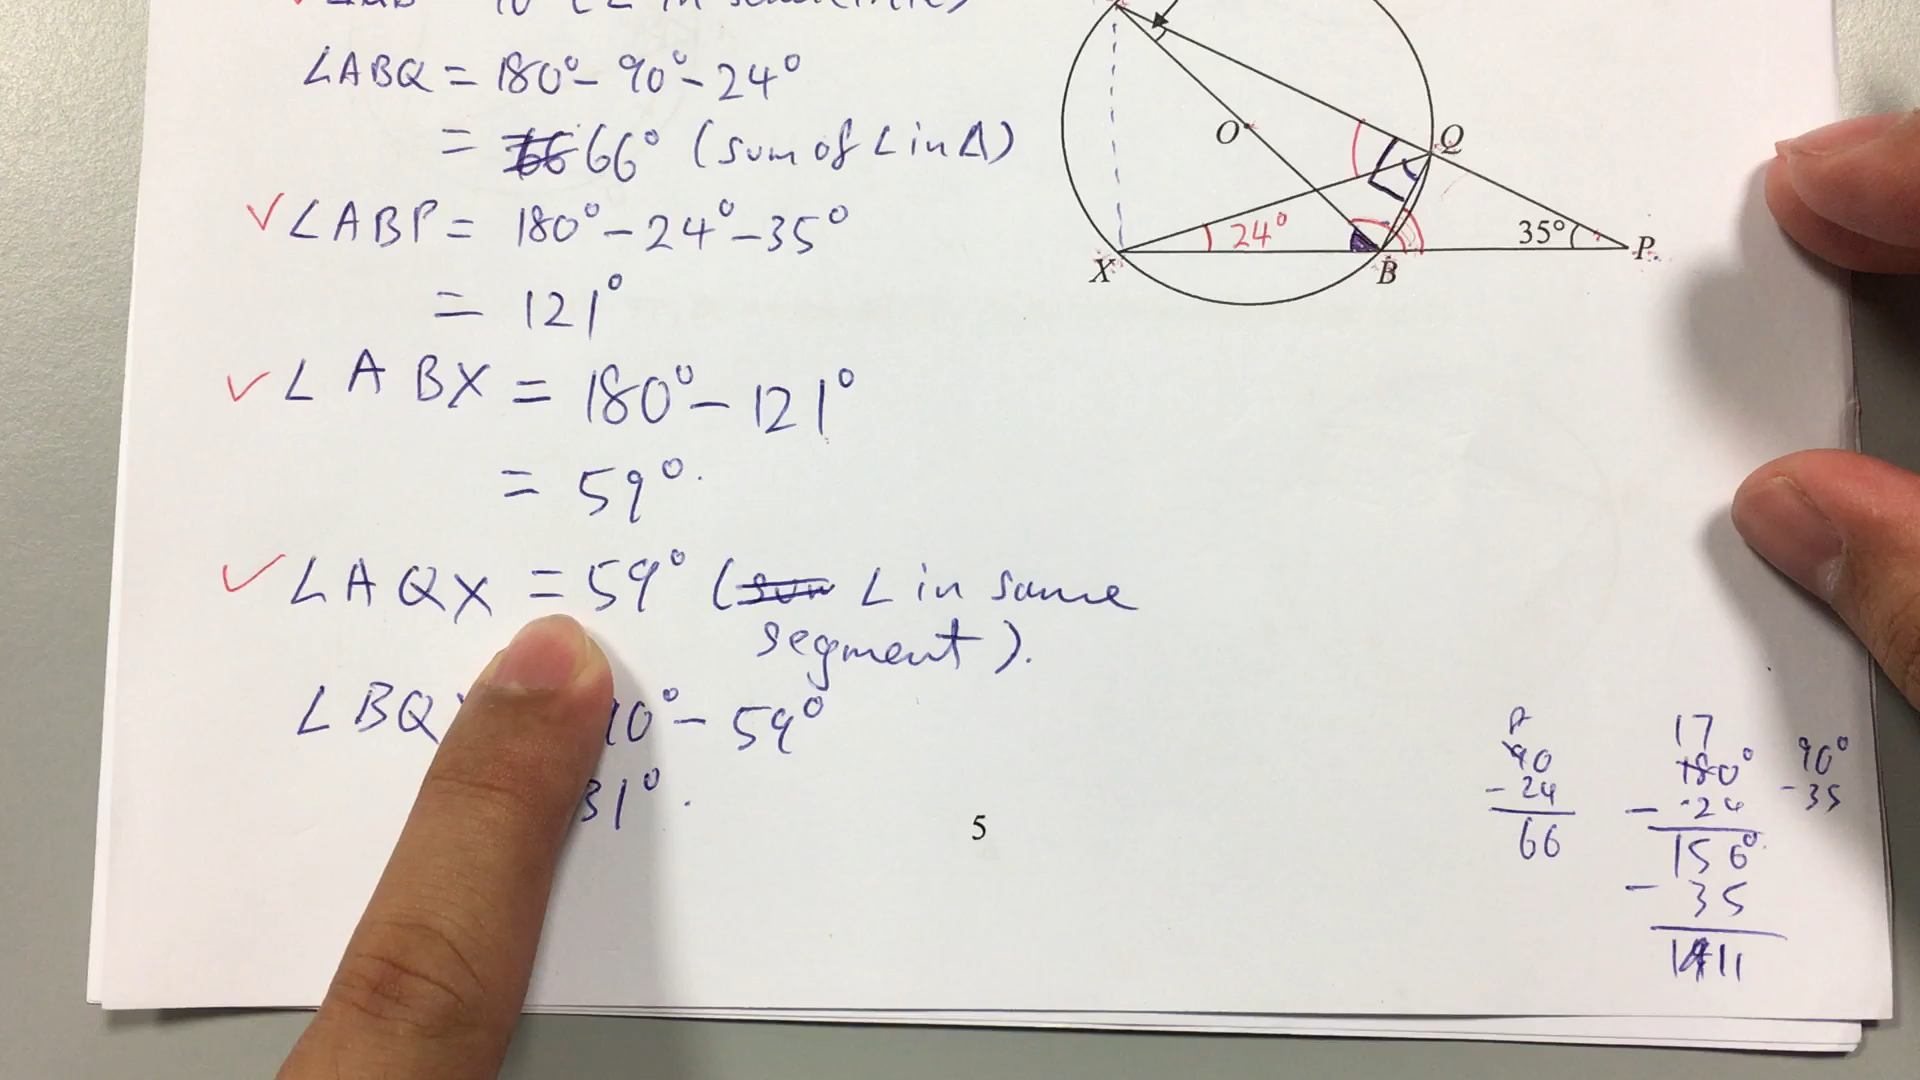 ∠ABQ = 180° - 90° - 24°
= 66° (sum of ∠ in Δ)
✓ ∠ABP = 180° - 24° - 35°
= 121°
✓ ∠ABX = 180° - 121°
= 59°.
✓ ∠AQX = 59° (∠ in same
segment).
∠BQ 90° - 59°
31°.
O
Q
24°
35°
X
B
P
90
- 24
66
17
180°
- 24
156°
- 35
90°
- 35
5